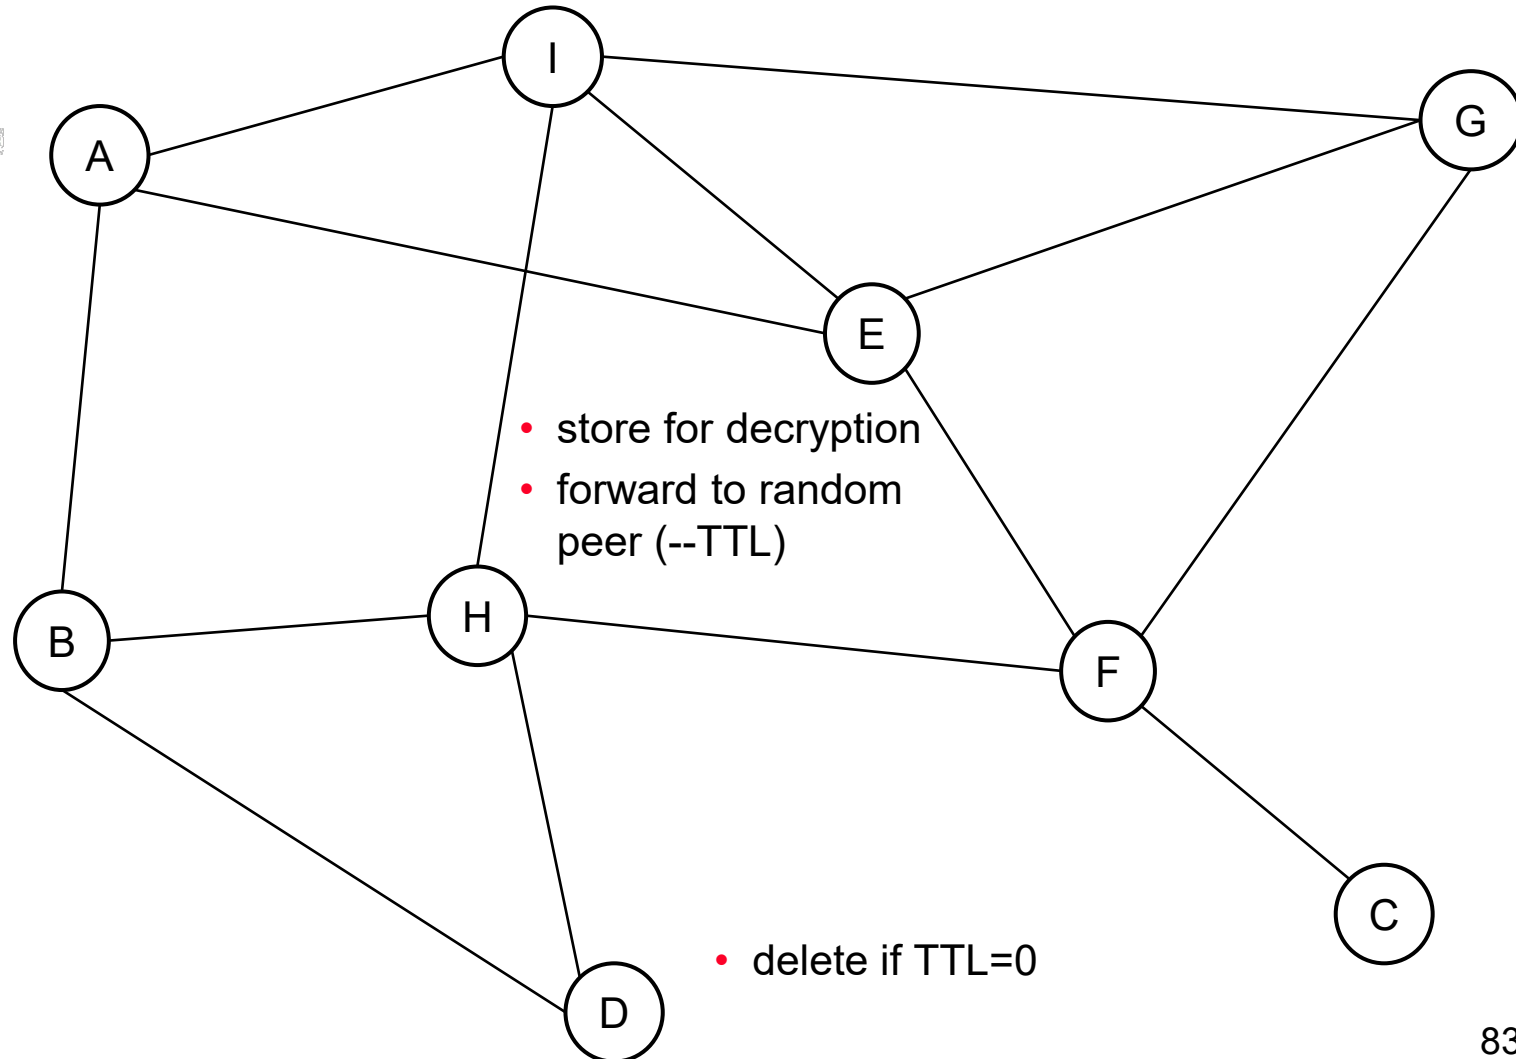 I
G
A
E
• store for decryption
• forward to random
peer (--TTL)
H
B
F
C
• delete if TTL=0
D
83